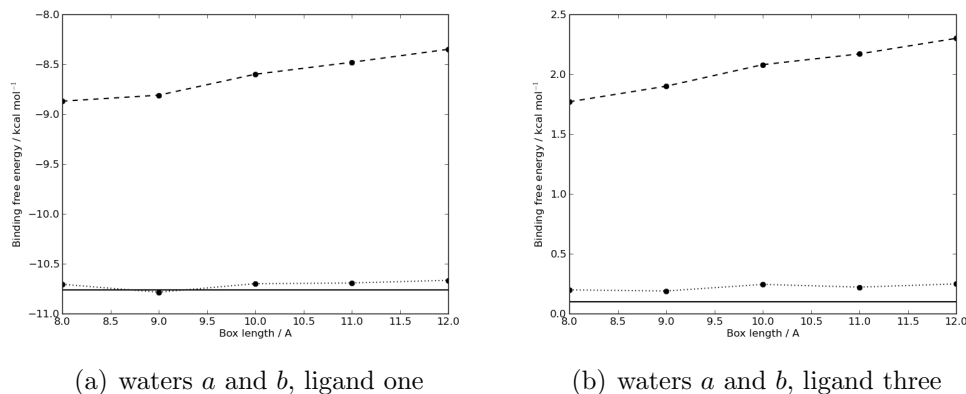 −8.0
−8.5
−9.0
−9.5
−10.0
−10.5
−11.0
Binding free energy / kcal mol⁻¹
8.0 8.5 9.0 9.5 10.0 10.5 11.0 11.5 12.0
Box length / A
(a) waters a and b, ligand one
2.5
2.0
1.5
1.0
0.5
0.0
Binding free energy / kcal mol⁻¹
8.0 8.5 9.0 9.5 10.0 10.5 11.0 11.5 12.0
Box length / A
(b) waters a and b, ligand three